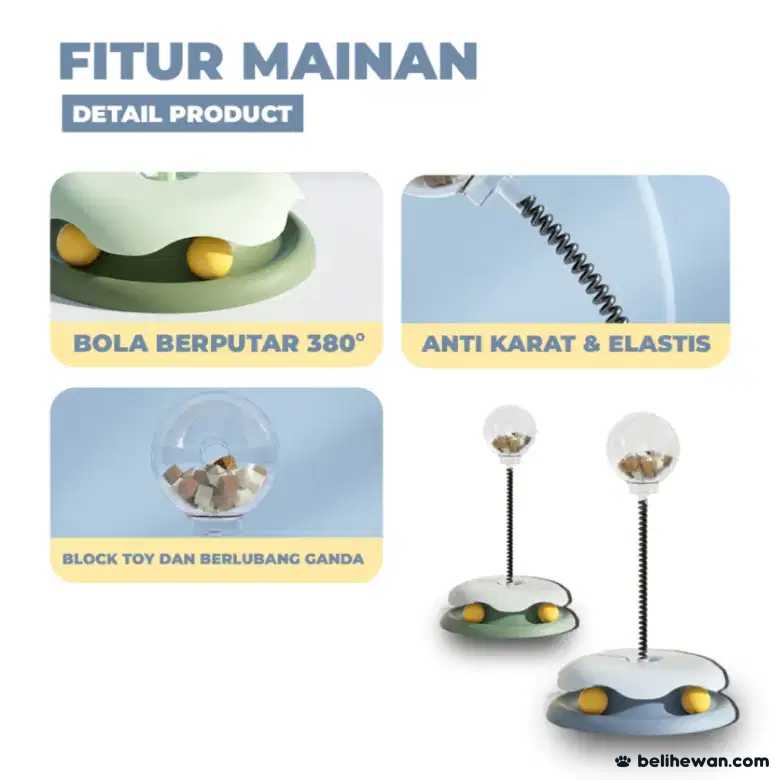 FITUR MAINAN
DETAIL PRODUCT
BOLA BERPUTAR 380°
ANTI KARAT & ELASTIS
BLOCK TOY DAN BERLUBANG GANDA
belihewan.com